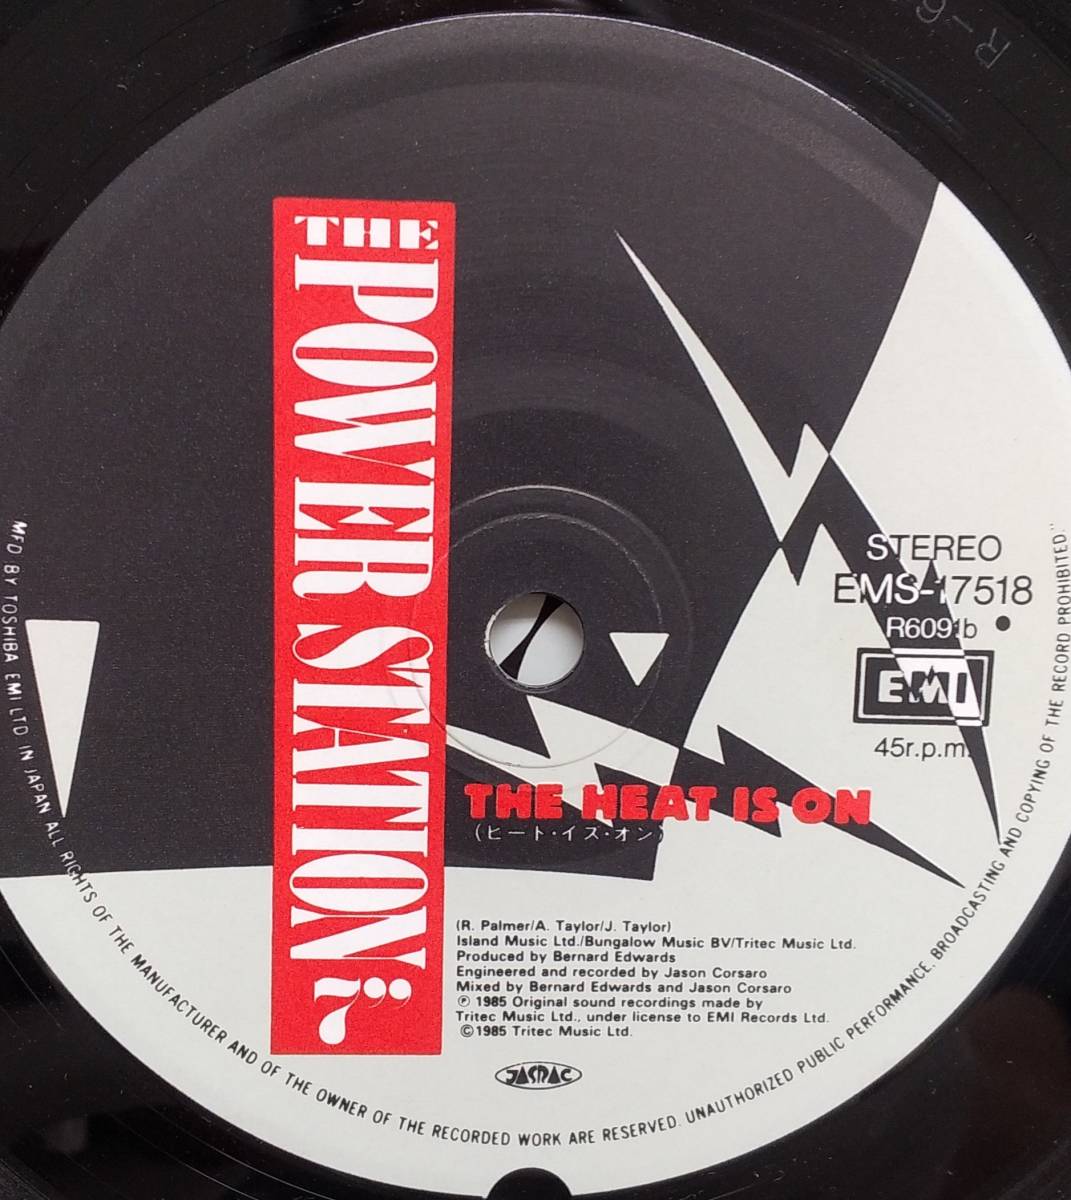 THE POWER STATION
STEREO
EMS-17518
R6091b ●
EMI
45r.p.m.
THE HEAT IS ON
(ヒート・イズ・オン)
(R. Palmer/A. Taylor/J. Taylor)
Island Music Ltd./Bungalow Music BV/Tritec Music Ltd.
Produced by Bernard Edwards
Engineered and recorded by Jason Corsaro
Mixed by Bernard Edwards and Jason Corsaro
Ⓟ 1985 Original sound recordings made by
Tritec Music Ltd., under license to EMI Records Ltd.
©1985 Tritec Music Ltd.
JASRAC
MFD BY TOSHIBA EMI LTD IN JAPAN ALL RIGHTS OF THE MANUFACTURER AND OF THE OWNER OF THE RECORDED WORK ARE RESERVED. UNAUTHORIZED PUBLIC PERFORMANCE, BROADCASTING AND COPYING OF THE RECORD PROHIBITED."